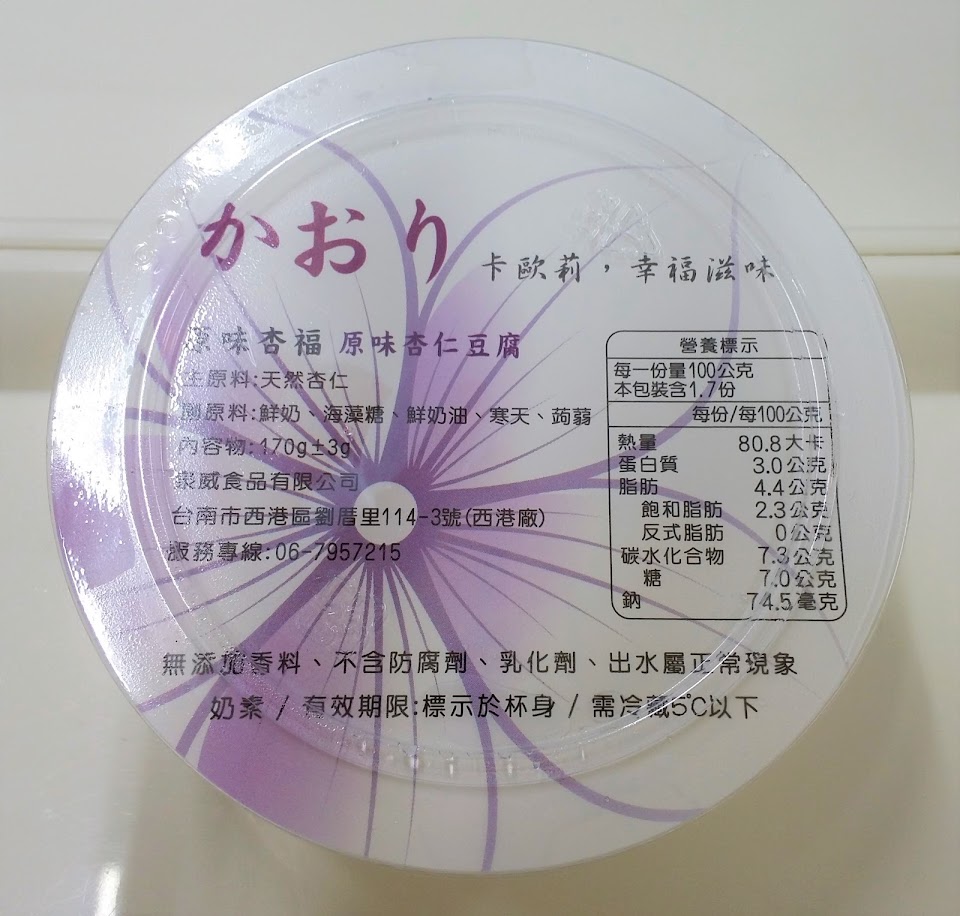 かおり 卡歐莉，幸福滋味
原味杏福 原味杏仁豆腐
主原料:天然杏仁
副原料:鮮奶、海藻糖、鮮奶油、寒天、蒟蒻
內容物:170g±3g
泉威食品有限公司
台南市西港區劉厝里114-3號(西港廠)
服務專線:06-7957215
營養標示
每一份量100公克
本包裝含1.7份
每份/每100公克
熱量 80.8大卡
蛋白質 3.0公克
脂肪 4.4公克
飽和脂肪 2.3公克
反式脂肪 0公克
碳水化合物 7.3公克
糖 7.0公克
鈉 74.5毫克
無添加香料、不含防腐劑、乳化劑、出水屬正常現象
奶素 / 有效期限:標示於杯身 / 需冷藏5°C以下